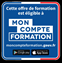 Cette offre de formation
est éligible à
MON
COMPTE
FORMATION
moncompteformation.gouv.fr